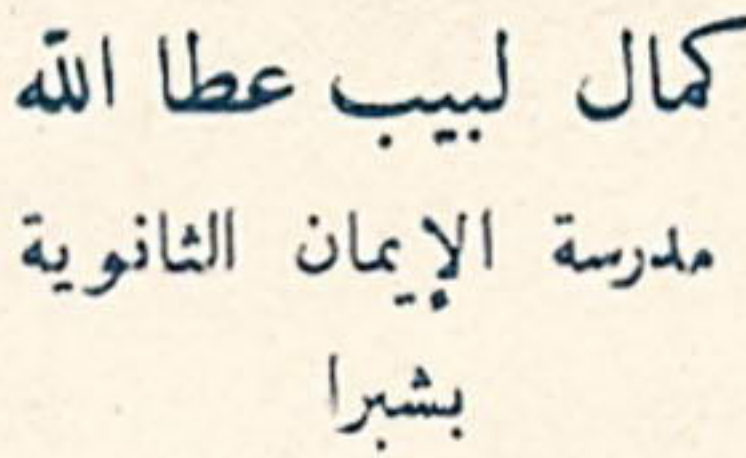 كمال لبيب عطا الله
مدرسة الإيمان الثانوية
بشبرا